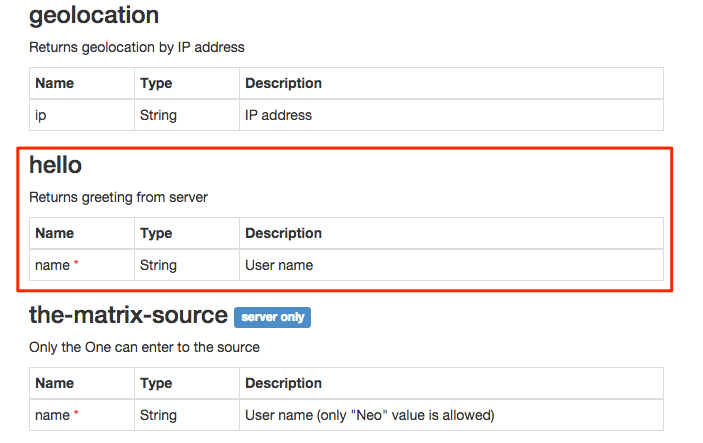 geolocation
Returns geolocation by IP address
Name Type Description
ip String IP address
hello
Returns greeting from server
Name Type Description
name * String User name
the-matrix-source server only
Only the One can enter to the source
Name Type Description
name * String User name (only "Neo" value is allowed)